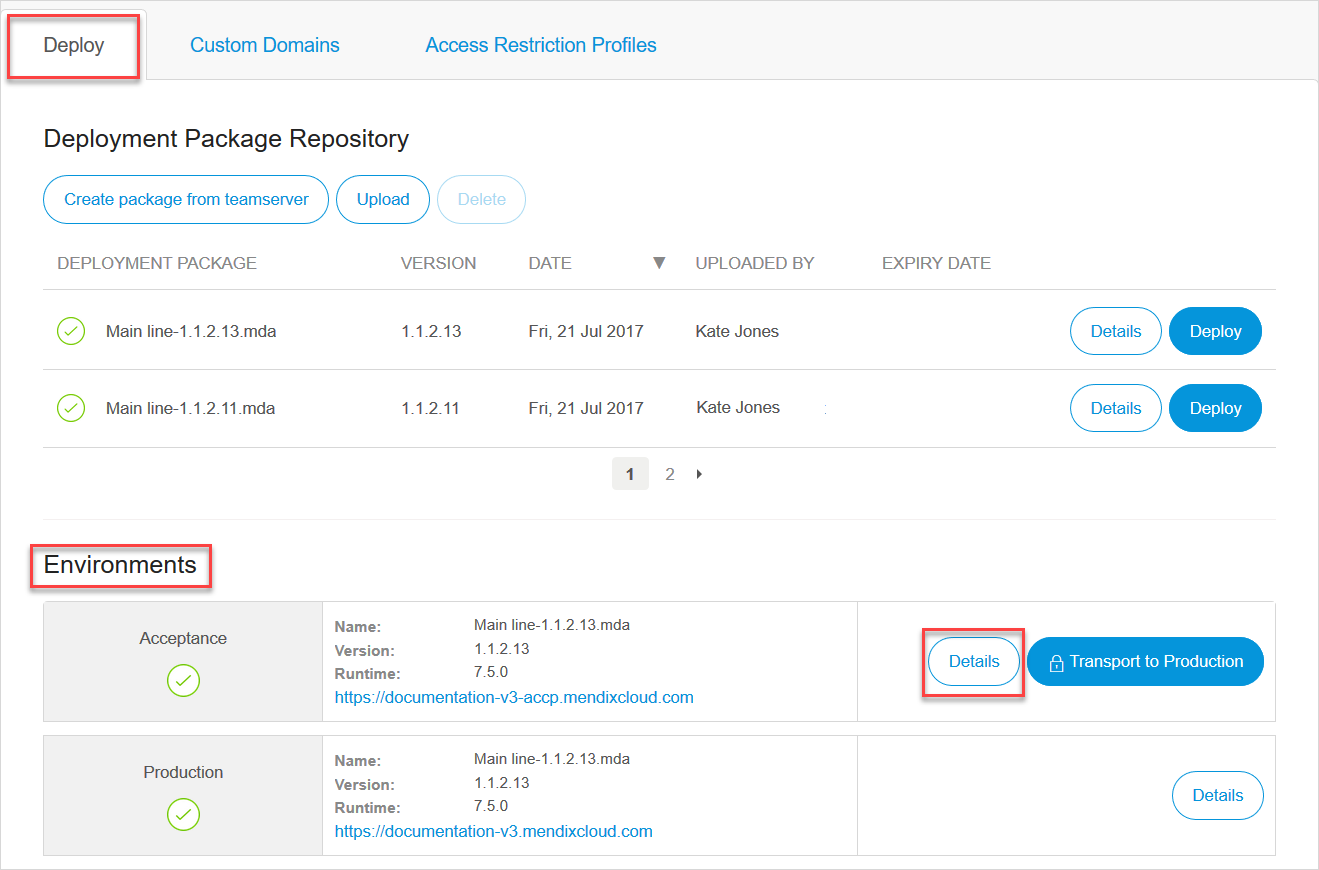 Deploy Custom Domains Access Restriction Profiles
Deployment Package Repository
Create package from teamserver Upload Delete
DEPLOYMENT PACKAGE VERSION DATE ▼ UPLOADED BY EXPIRY DATE
Main line-1.1.2.13.mda 1.1.2.13 Fri, 21 Jul 2017 Kate Jones Details Deploy
Main line-1.1.2.11.mda 1.1.2.11 Fri, 21 Jul 2017 Kate Jones Details Deploy
1 2
Environments
Acceptance
Name: Main line-1.1.2.13.mda
Version: 1.1.2.13
Runtime: 7.5.0
https://documentation-v3-accp.mendixcloud.com
Details Transport to Production
Production
Name: Main line-1.1.2.13.mda
Version: 1.1.2.13
Runtime: 7.5.0
https://documentation-v3.mendixcloud.com
Details